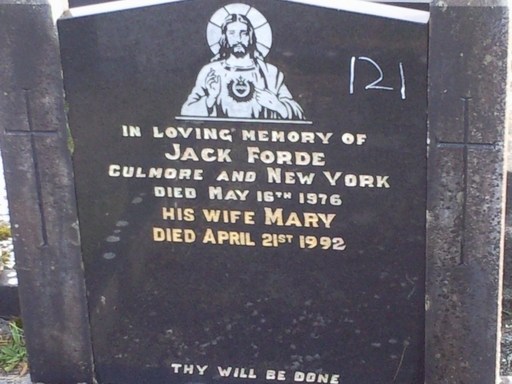 121
IN LOVING MEMORY OF
JACK FORDE
CULMORE AND NEW YORK
DIED MAY 16TH 1976
HIS WIFE MARY
DIED APRIL 21ST 1992
THY WILL BE DONE